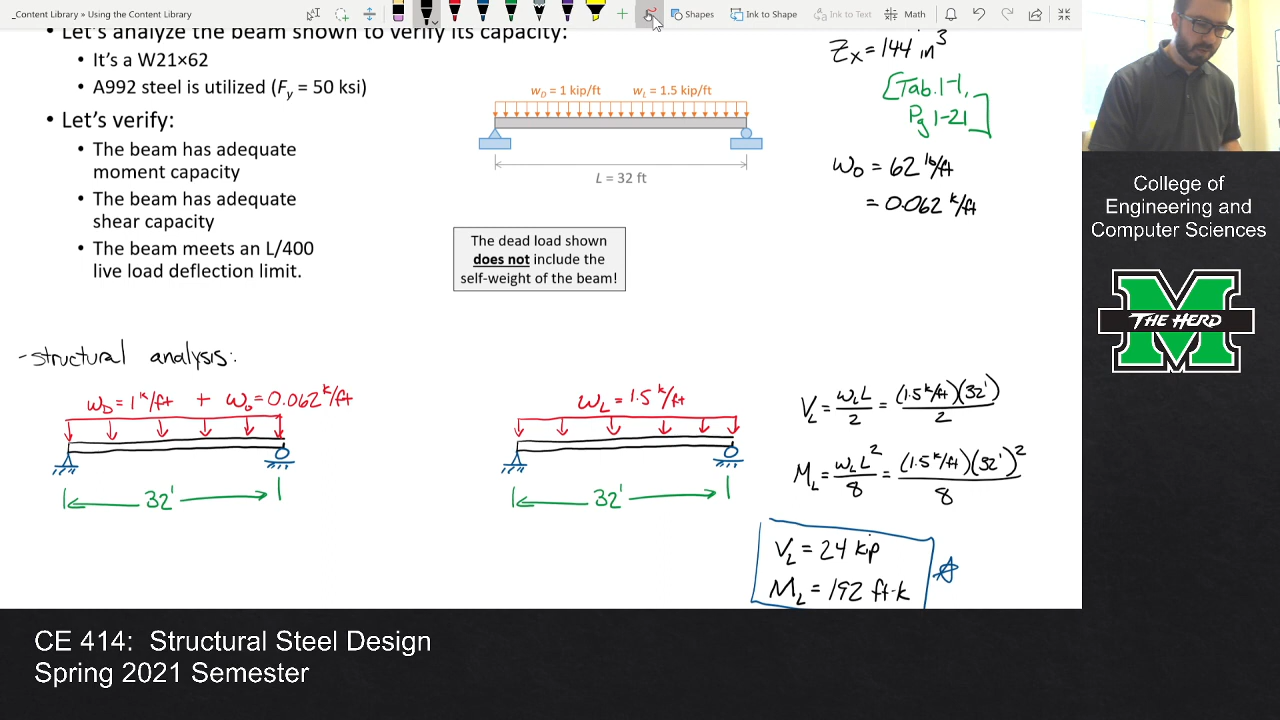 _Content Library » Using the Content Library
Shapes
Ink to Shape
Ink to Text
Math
• Let's analyze the beam shown to verify its capacity:
• It's a W21×62
• A992 steel is utilized (Fy = 50 ksi)
• Let's verify:
• The beam has adequate
moment capacity
• The beam has adequate
shear capacity
• The beam meets an L/400
live load deflection limit.
wD = 1 kip/ft wL = 1.5 kip/ft
L = 32 ft
The dead load shown
does not include the
self-weight of the beam!
Zx = 144 in³
[Tab. 1-1,
Pg 1-21]
wD = 62 lb/ft
= 0.062 k/ft
-structural analysis:
wD = 1 k/ft + wD = 0.062 k/ft
32'
wL = 1.5 k/ft
32'
VL = wLL/2 = (1.5 k/ft)(32')/2
ML = wLL²/8 = (1.5 k/ft)(32')²/8
VL = 24 kip
ML = 192 ft-k
College of
Engineering and
Computer Sciences
THE HERD
CE 414: Structural Steel Design
Spring 2021 Semester